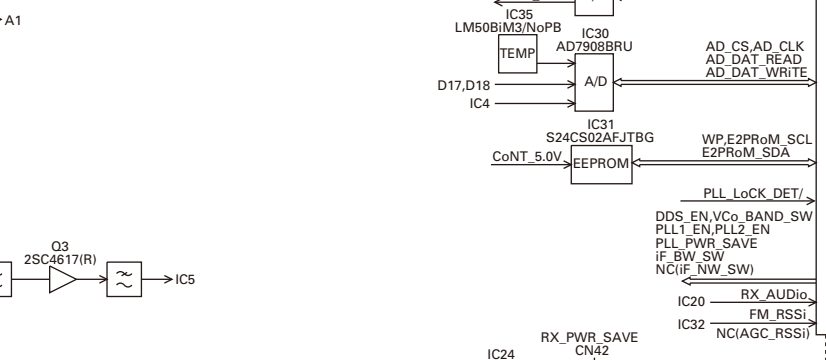 A1
IC35
LM50BiM3/NoPB
TEMP
IC30
AD7908BRU
A/D
D17,D18
IC4
AD_CS,AD_CLK
AD_DAT_READ
AD_DAT_WRiTE
IC31
S24CS02AFJTBG
CoNT_5.0V
EEPROM
WP,E2PRoM_SCL
E2PRoM_SDA
PLL_LoCK_DET/
DDS_EN,VCo_BAND_SW
PLL1_EN,PLL2_EN
PLL_PWR_SAVE
iF_BW_SW
NC(iF_NW_SW)
Q3
2SC4617(R)
IC5
IC20
RX_AUDio
IC32
FM_RSSi
NC(AGC_RSSi)
RX_PWR_SAVE
CN42
IC24